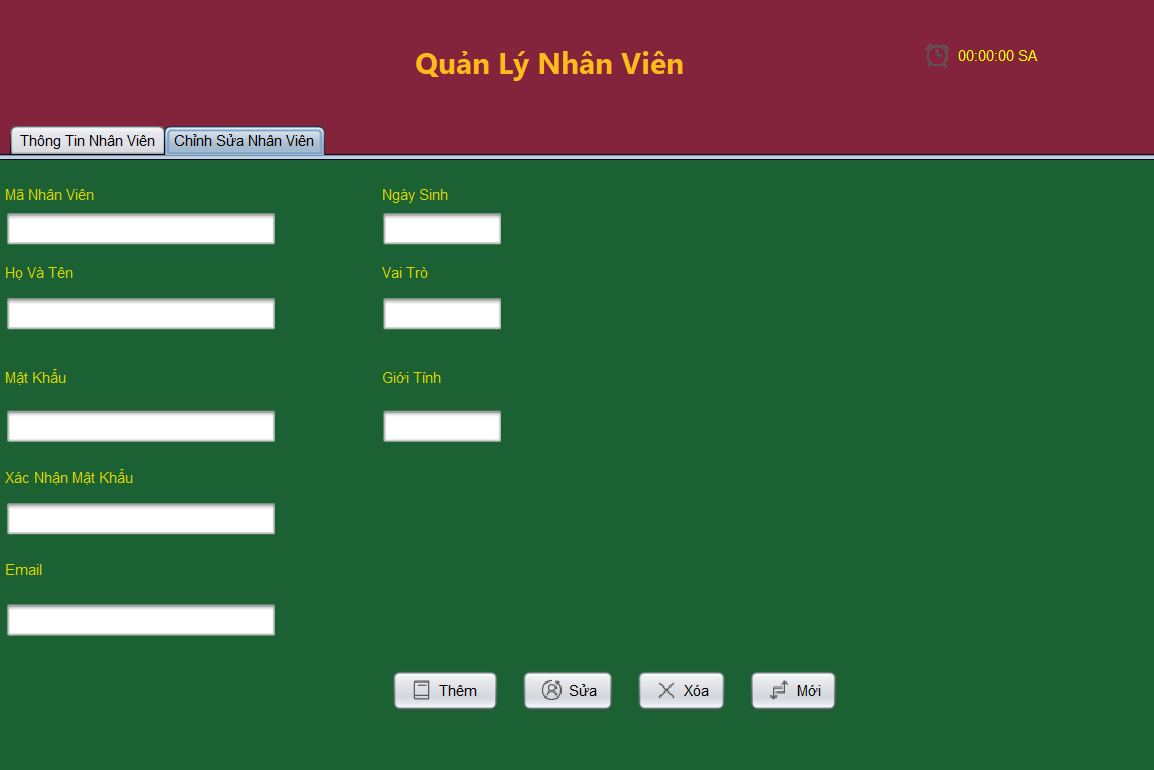 Quản Lý Nhân Viên
00:00:00 SA
Thông Tin Nhân Viên
Chỉnh Sửa Nhân Viên
Mã Nhân Viên
Ngày Sinh
Họ Và Tên
Vai Trò
Mật Khẩu
Giới Tính
Xác Nhận Mật Khẩu
Email
Thêm
Sửa
Xóa
Mới